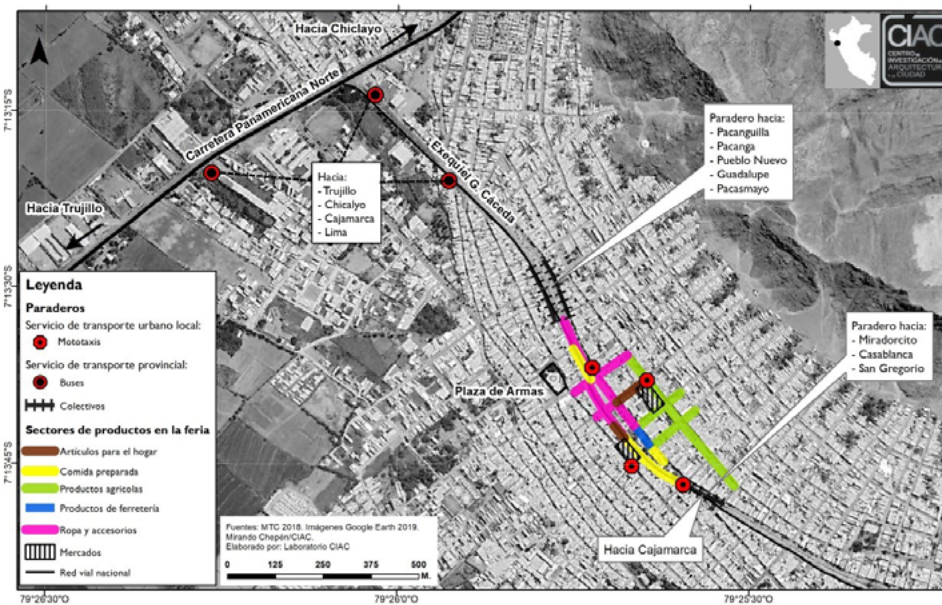 Hacia Chiclayo
N
CIAC
CENTRO DE
INVESTIGACIÓN DE LA
ARQUITECTURA
Y LA CIUDAD
7°13'15"S
Carretera Panamericana Norte
Exequiel G. Cáceda
Paradero hacia:
- Pacanguilla
- Pacanga
- Pueblo Nuevo
- Guadalupe
- Pacasmayo
Hacia:
- Trujillo
- Chicalyo
- Cajamarca
- Lima
Hacia Trujillo
7°13'30"S
Leyenda
Paraderos
Servicio de transporte urbano local:
Mototaxis
Servicio de transporte provincial:
Buses
Colectivos
Sectores de productos en la feria
Artículos para el hogar
Comida preparada
Productos agricolas
Productos de ferretería
Ropa y accesorios
Mercados
Red vial nacional
Paradero hacia:
- Miradorcito
- Casablanca
- San Gregorio
Plaza de Armas
7°13'45"S
Fuentes: MTC 2018. Imágenes Google Earth 2019.
Mirando Chepén/CIAC.
Elaborado por: Laboratorio CIAC
0 125 250 375 500
M.
Hacia Cajamarca
79°26'30"O 79°26'0"O 79°25'30"O